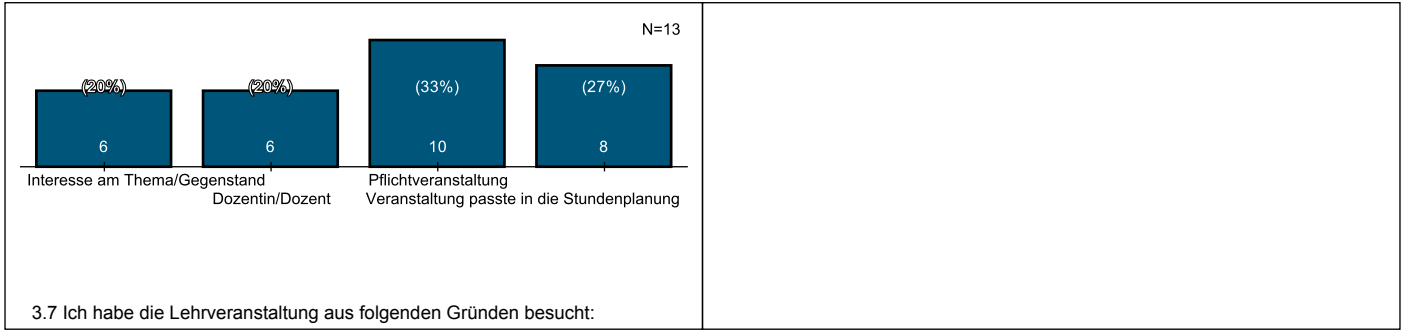 N=13
(20%) (20%) (33%) (27%)
6 6 10 8
Interesse am Thema/Gegenstand Pflichtveranstaltung
Dozentin/Dozent Veranstaltung passte in die Stundenplanung
3.7 Ich habe die Lehrveranstaltung aus folgenden Gründen besucht: